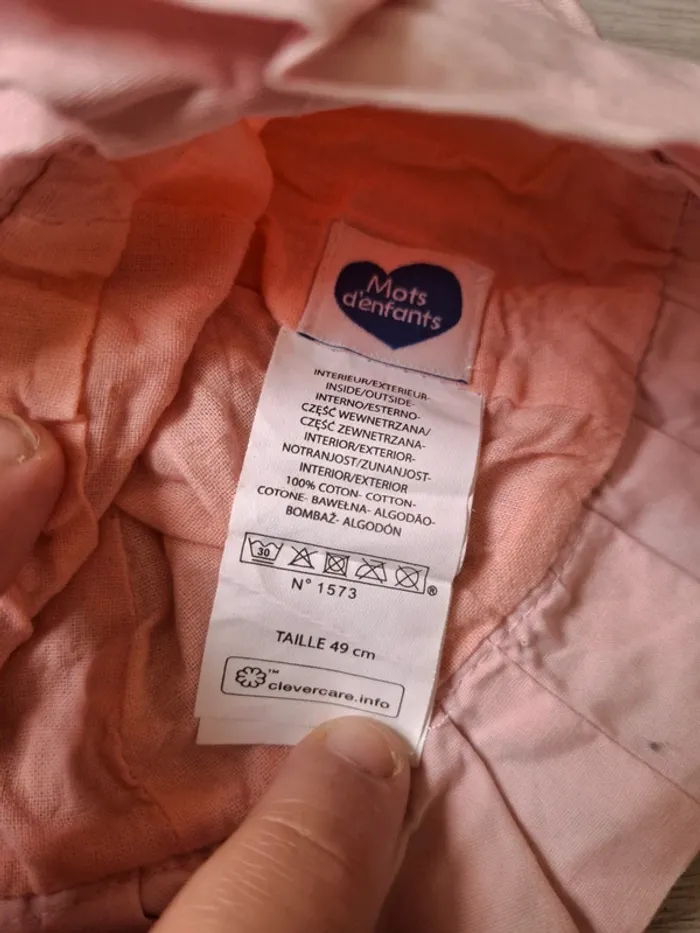 Mots
d'enfants
INTERIEUR/EXTERIEUR-
INSIDE/OUTSIDE-
INTERNO/ESTERNO-
CZĘŚĆ WEWNETRZANA/
CZĘŚĆ ZEWNETRZANA-
INTERIOR/EXTERIOR-
NOTRANJOST/ZUNANJOST-
INTERIOR/EXTERIOR
100% COTON- COTTON-
COTONE- BAWEŁNA- ALGODÃO-
BOMBAŽ- ALGODÓN
30
®
N° 1573
TAILLE 49 cm
™
clevercare.info